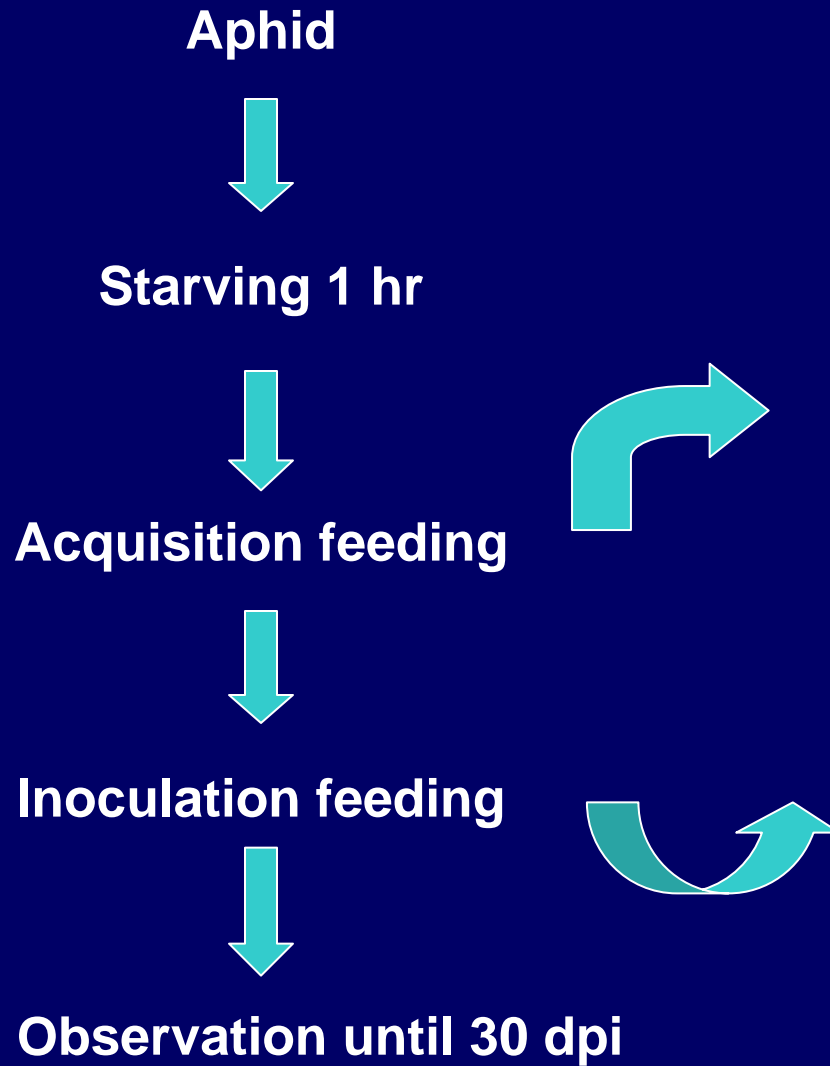 Aphid
Starving 1 hr
Acquisition feeding
Inoculation feeding
Observation until 30 dpi